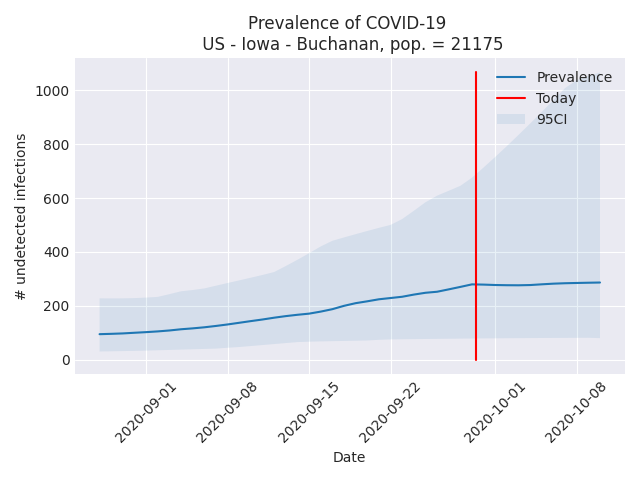 Prevalence of COVID-19
US - Iowa - Buchanan, pop. = 21175
Prevalence
Today
95CI
# undetected infections
1000
800
600
400
200
0
2020-09-01
2020-09-08
2020-09-15
2020-09-22
2020-10-01
2020-10-08
Date